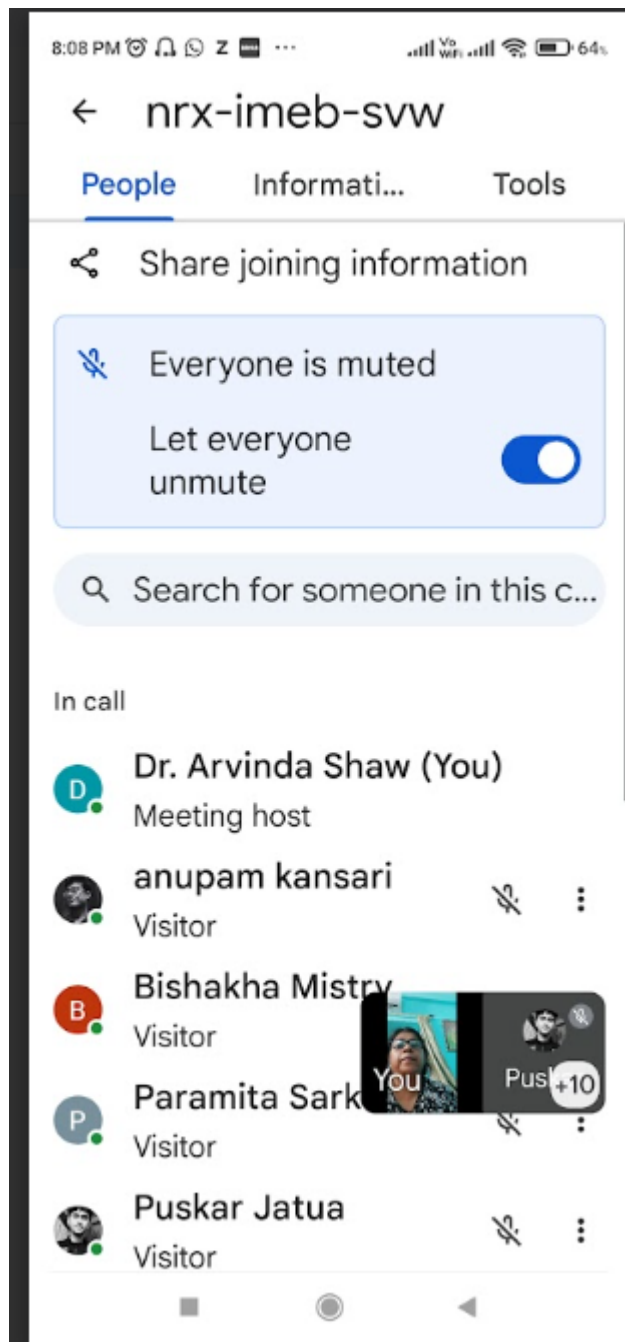 8:08 PM Z ... Vo WiFi 64%
nrx-imeb-svw
People Informati... Tools
Share joining information
Everyone is muted
Let everyone
unmute
Search for someone in this c...
In call
D Dr. Arvinda Shaw (You)
Meeting host
anupam kansari
Visitor
B Bishakha Mistry
Visitor
You Pus +10
P Paramita Sark
Visitor
Puskar Jatua
Visitor